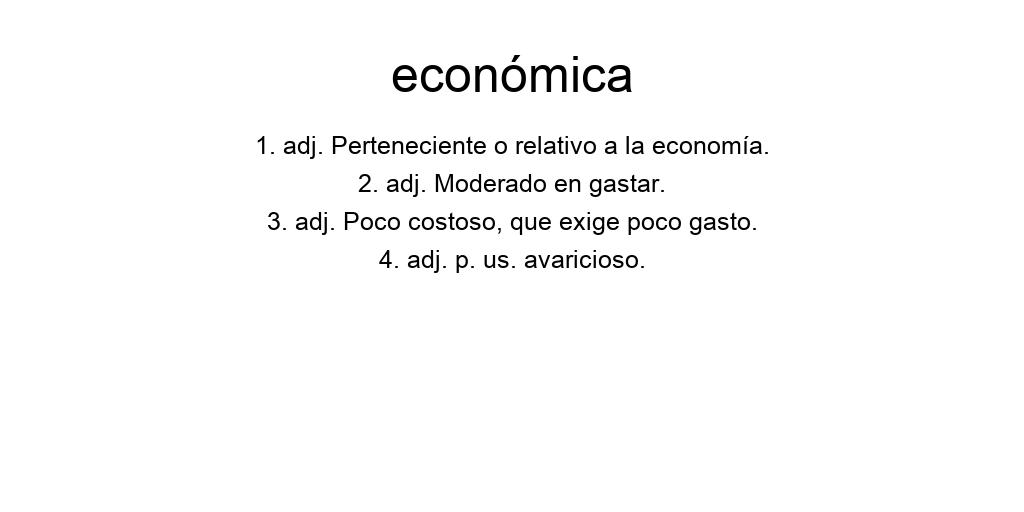 económica
1. adj. Perteneciente o relativo a la economía.
2. adj. Moderado en gastar.
3. adj. Poco costoso, que exige poco gasto.
4. adj. p. us. avaricioso.